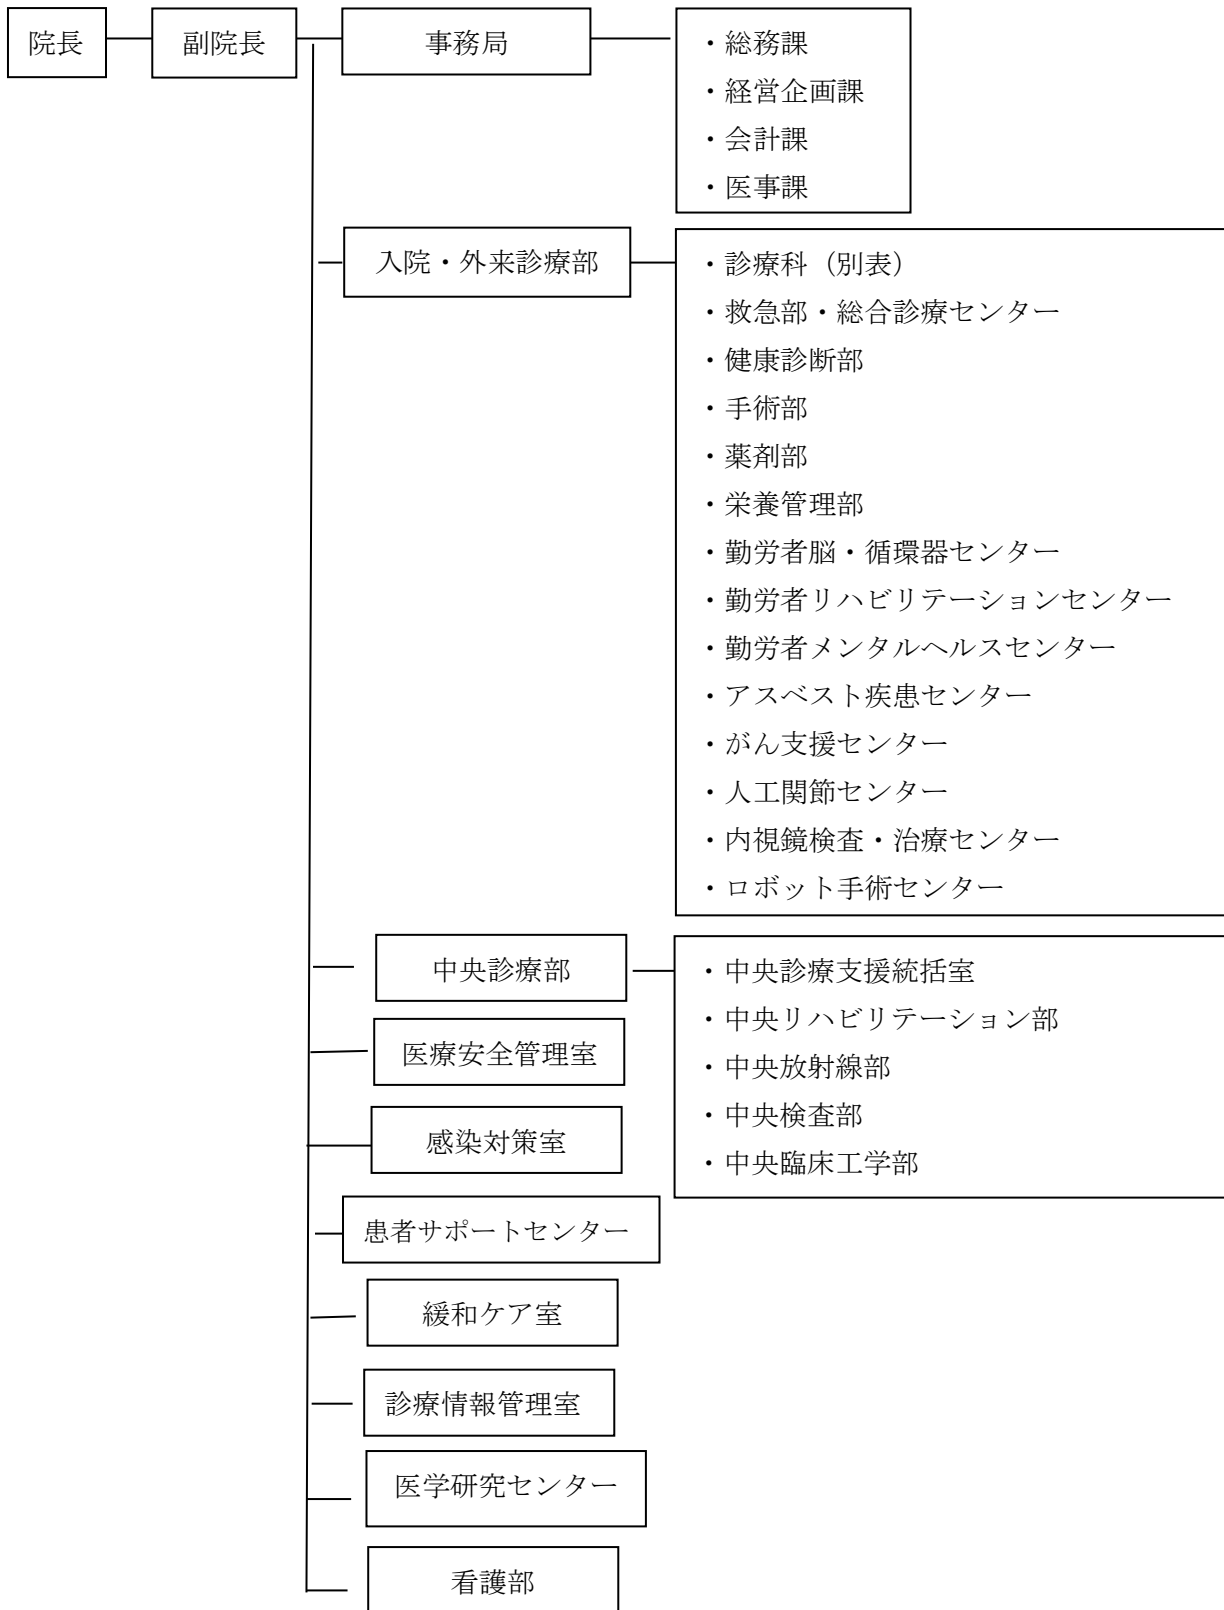 院長
副院長
事務局
・総務課
・経営企画課
・会計課
・医事課
入院・外来診療部
・診療科（別表）
・救急部・総合診療センター
・健康診断部
・手術部
・薬剤部
・栄養管理部
・勤労者脳・循環器センター
・勤労者リハビリテーションセンター
・勤労者メンタルヘルスセンター
・アスベスト疾患センター
・がん支援センター
・人工関節センター
・内視鏡検査・治療センター
・ロボット手術センター
中央診療部
・中央診療支援統括室
・中央リハビリテーション部
・中央放射線部
・中央検査部
・中央臨床工学部
医療安全管理室
感染対策室
患者サポートセンター
緩和ケア室
診療情報管理室
医学研究センター
看護部